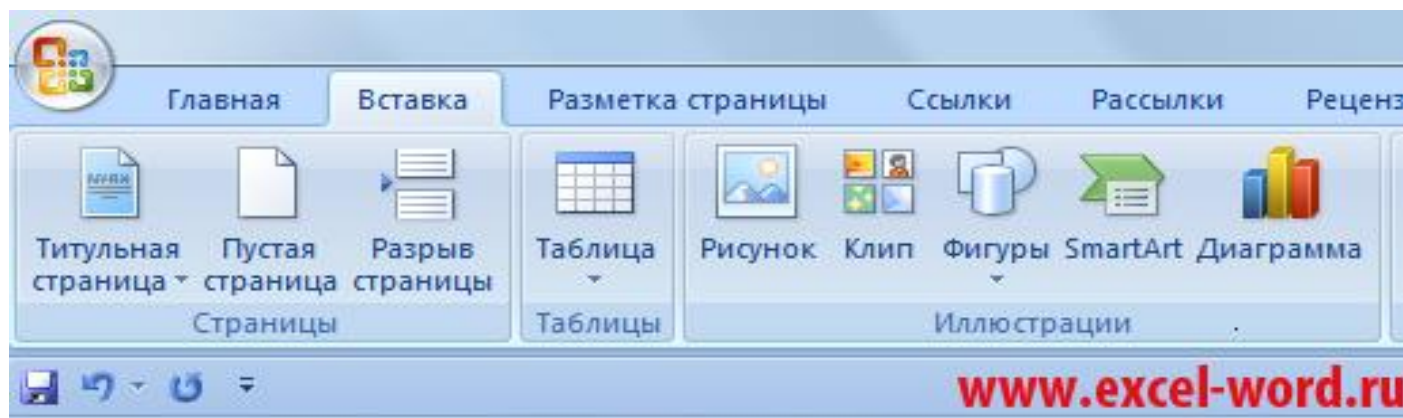 Главная Вставка Разметка страницы Ссылки Рассылки Реценз
Титульная страница Пустая страница Разрыв страницы Таблица Рисунок Клип Фигуры SmartArt Диаграмма
Страницы Таблицы Иллюстрации
www.excel-word.ru